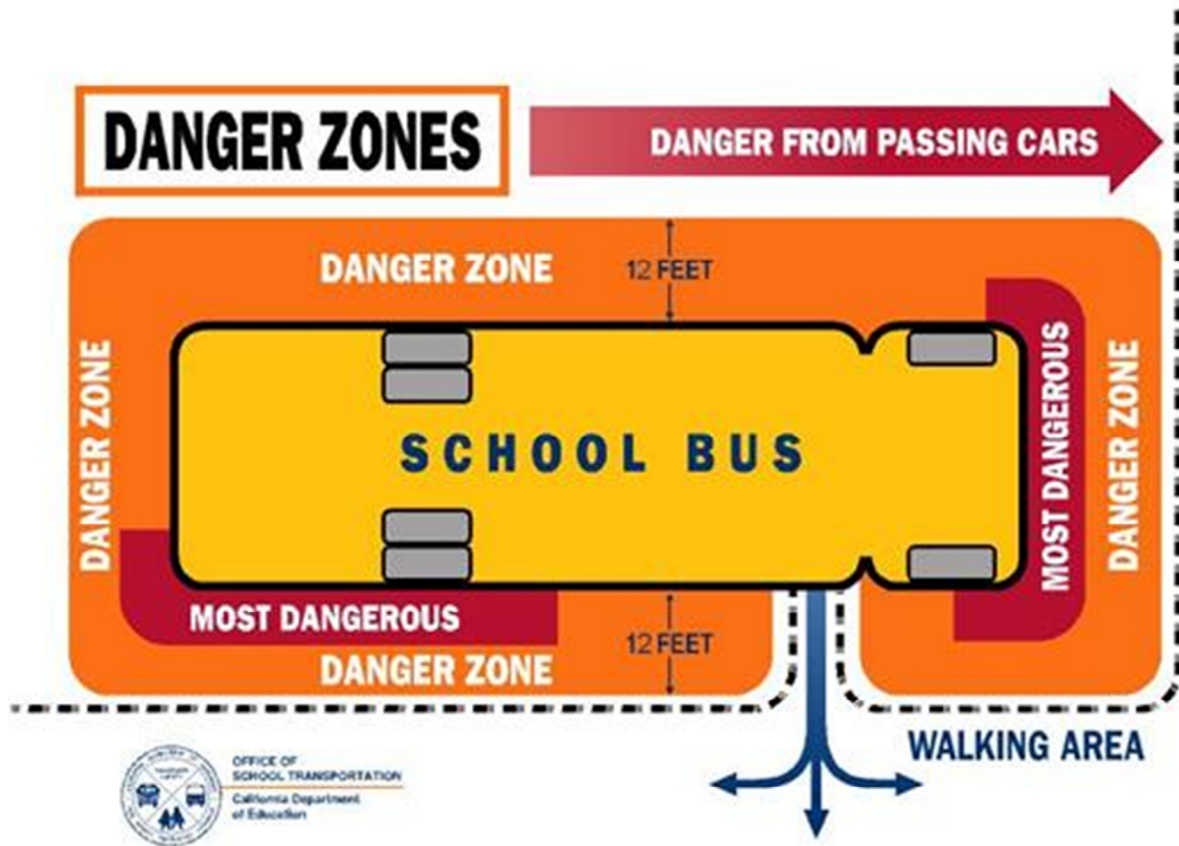 DANGER ZONES
DANGER FROM PASSING CARS
DANGER ZONE
12 FEET
DANGER ZONE
SCHOOL BUS
MOST DANGEROUS
DANGER ZONE
MOST DANGEROUS
12 FEET
DANGER ZONE
WALKING AREA
OFFICE OF
SCHOOL TRANSPORTATION
California Department
of Education